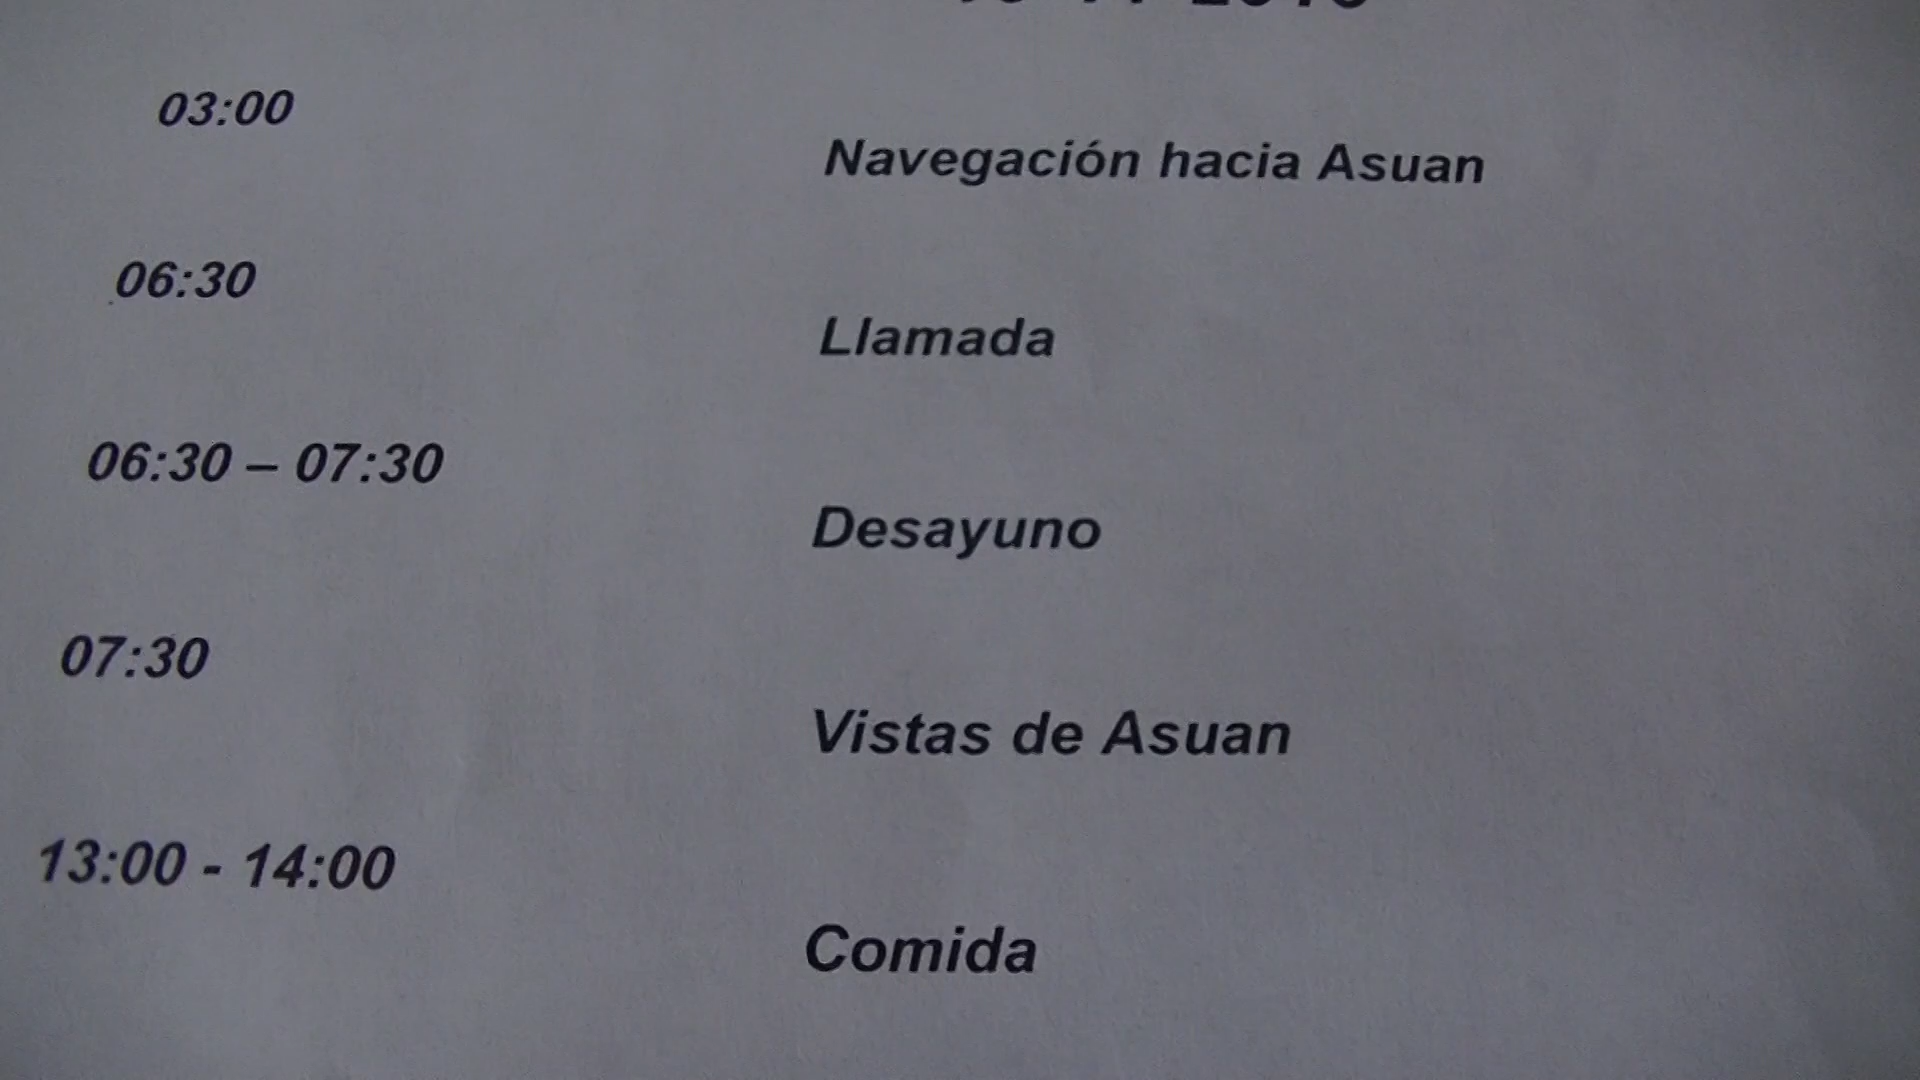 03:00
Navegación hacia Asuan
06:30
Llamada
06:30 – 07:30
Desayuno
07:30
Vistas de Asuan
13:00 - 14:00
Comida